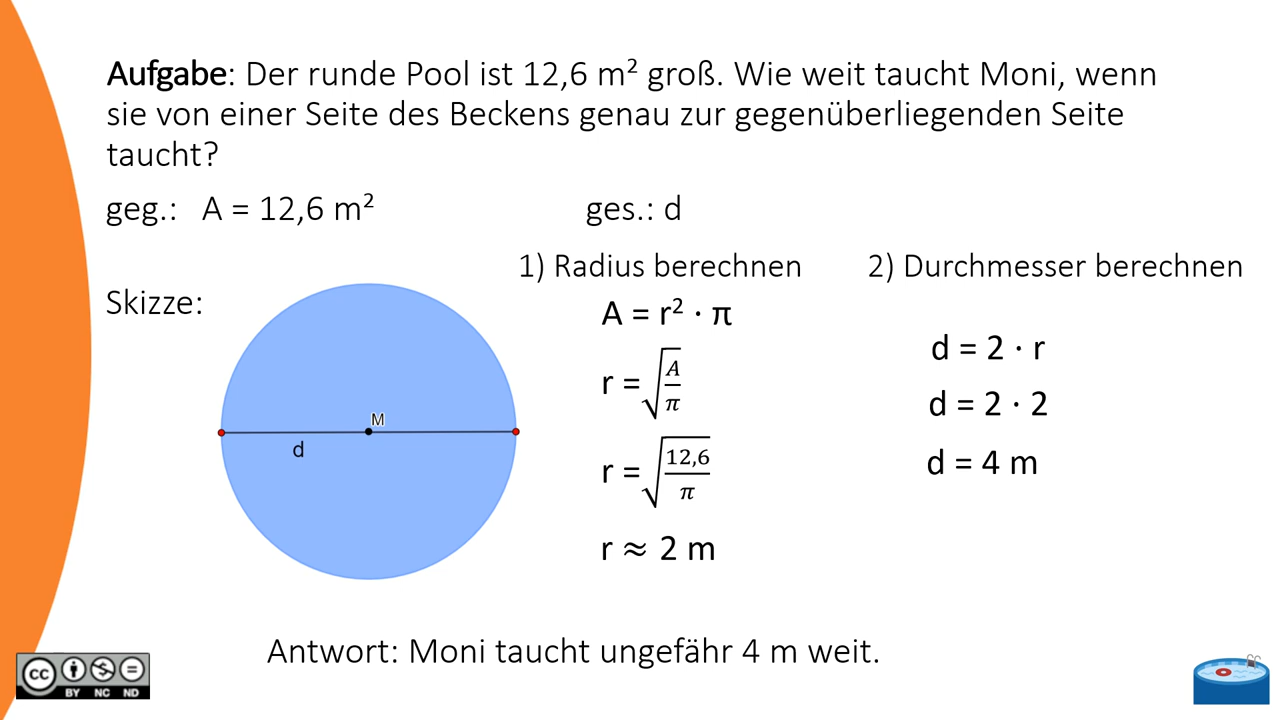 Aufgabe: Der runde Pool ist 12,6 m² groß. Wie weit taucht Moni, wenn
sie von einer Seite des Beckens genau zur gegenüberliegenden Seite
taucht?
geg.: A = 12,6 m² ges.: d
Skizze:
M
d
1) Radius berechnen
A = r² · π
r = √(A/π)
r = √(12,6/π)
r ≈ 2 m
2) Durchmesser berechnen
d = 2 · r
d = 2 · 2
d = 4 m
Antwort: Moni taucht ungefähr 4 m weit.
cc
BY NC ND